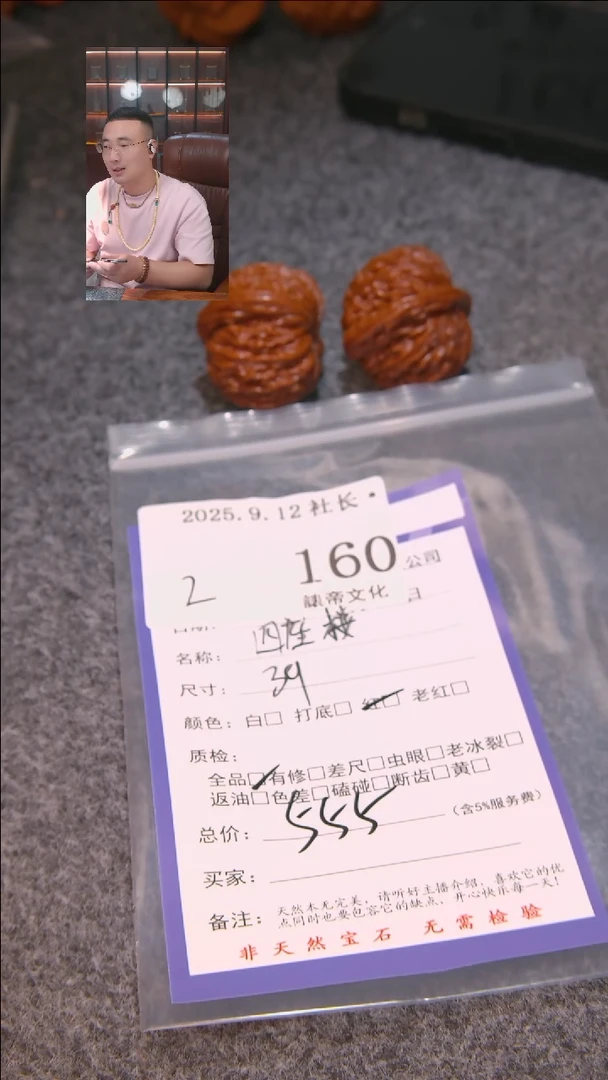 2025.9.12 社长
2
160
公司
祩帝文化
日
日期:
四座楼
名称:
尺寸: 39
颜色: 白□ 打底□ 红□ 老红□
质检:
全品□有修□差尺□虫眼□老冰裂□
返油□色差□磕碰□断齿□黄□
总价: 555 (含5%服务费)
买家:
备注: 天然本无完美, 请听好主播介绍, 喜欢它的优
点同时也要包容它的缺点, 开心快乐每一天!
非天然宝石 无需检验